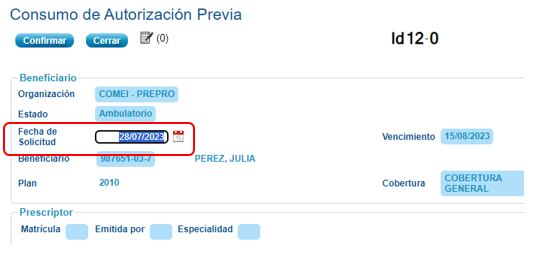 Consumo de Autorización Previa
Confirmar Cerrar (0) Id12-0
Beneficiario
Organización COMEI - PREPRO
Estado Ambulatorio
Fecha de Solicitud 28/07/2023 Vencimiento 15/08/2023
Beneficiario 987651-03-7 PEREZ, JULIA
Plan 2010 Cobertura COBERTURA GENERAL
Prescriptor
Matrícula Emitida por Especialidad